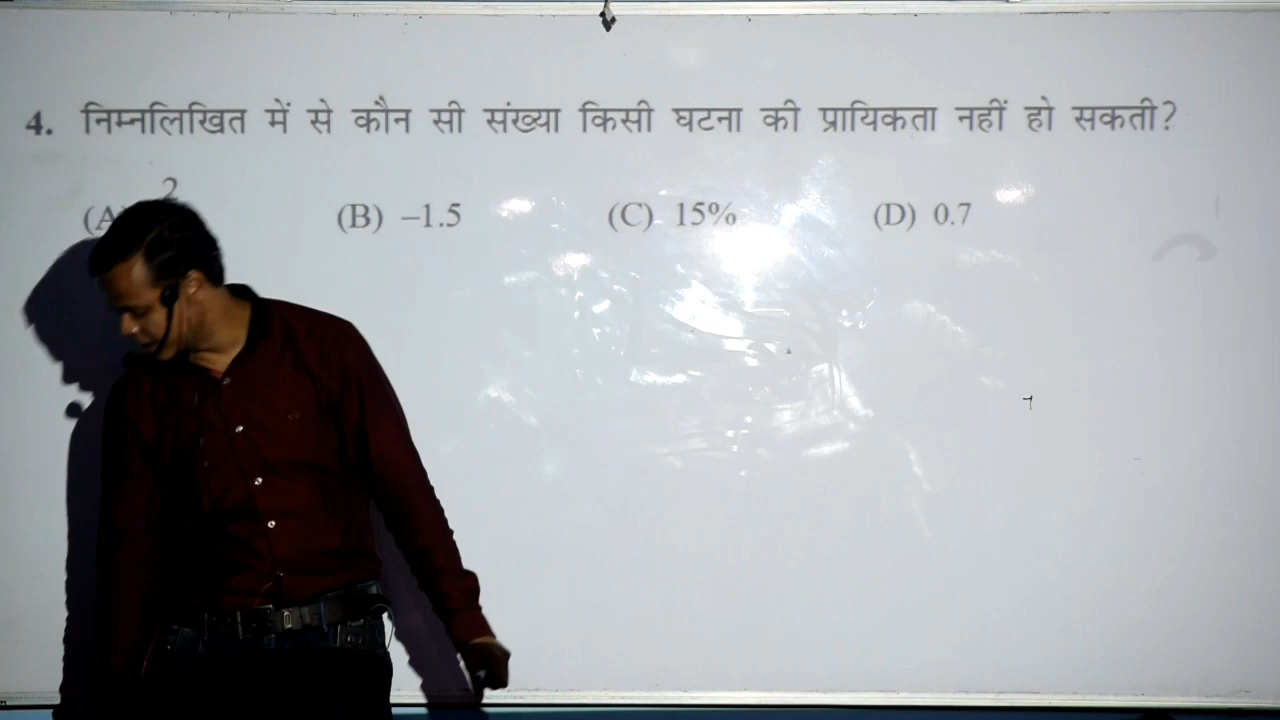 4. निम्नलिखित में से कौन सी संख्या किसी घटना की प्रायिकता नहीं हो सकती?
(A) 2 (B) –1.5 (C) 15% (D) 0.7